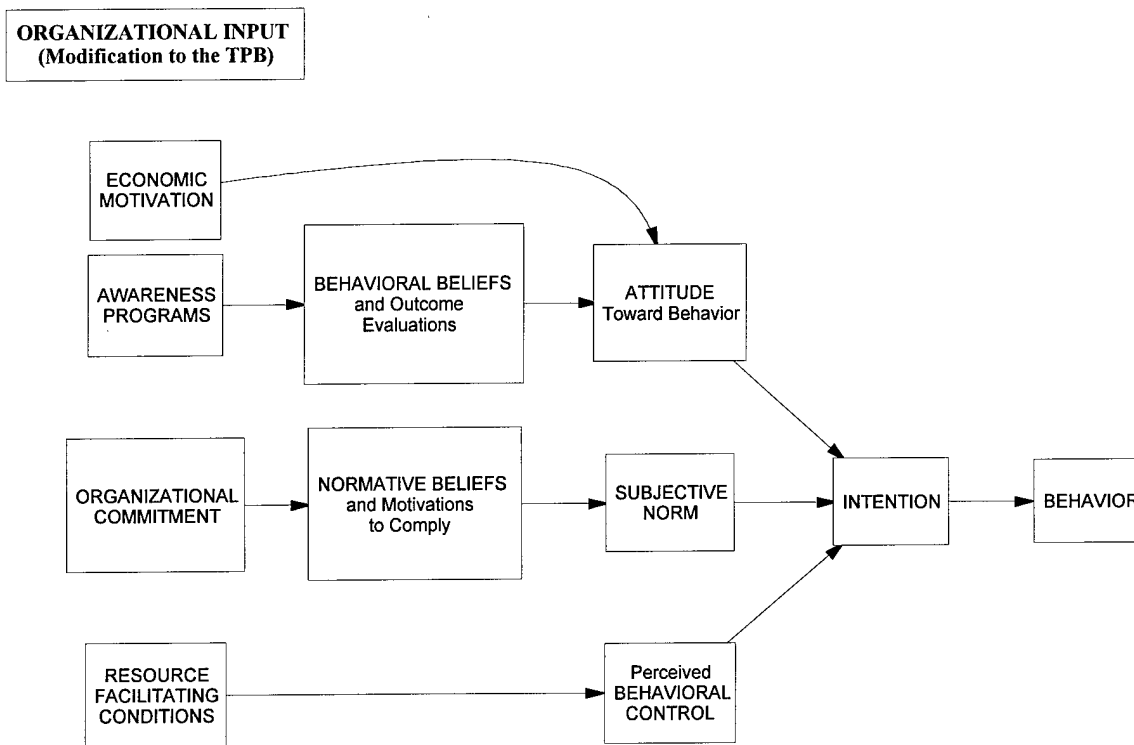 ORGANIZATIONAL INPUT
(Modification to the TPB)
ECONOMIC
MOTIVATION
AWARENESS
PROGRAMS
BEHAVIORAL BELIEFS
and Outcome
Evaluations
ATTITUDE
Toward Behavior
ORGANIZATIONAL
COMMITMENT
NORMATIVE BELIEFS
and Motivations
to Comply
SUBJECTIVE
NORM
INTENTION
BEHAVIOR
RESOURCE
FACILITATING
CONDITIONS
Perceived
BEHAVIORAL
CONTROL